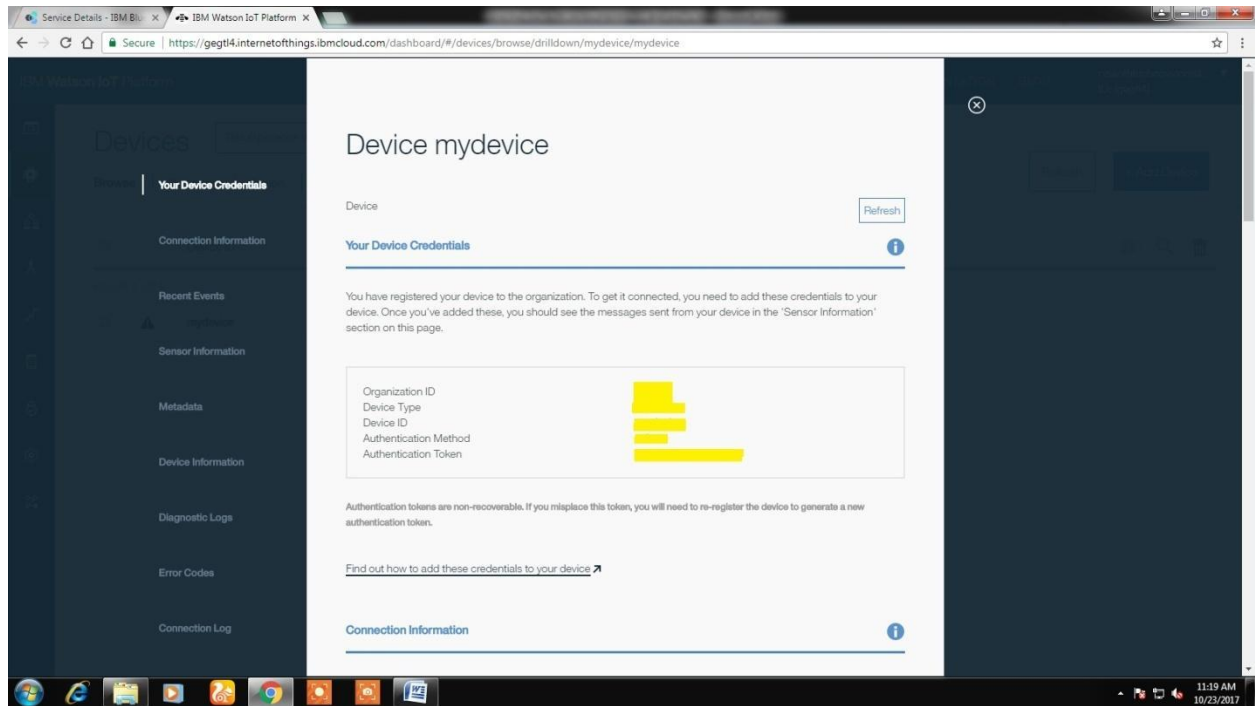 Service Details - IBM Blu
IBM Watson IoT Platform
Secure
https://gegtl4.internetofthings.ibmcloud.com/dashboard/#/devices/browse/drilldown/mydevice/mydevice
IBM Watson IoT Platform
Devices
Browse
mydevice
Your Device Credentials
Connection Information
Recent Events
Sensor Information
Metadata
Device Information
Diagnostic Logs
Error Codes
Connection Log
Device mydevice
Device
Refresh
Your Device Credentials
You have registered your device to the organization. To get it connected, you need to add these credentials to your
device. Once you've added these, you should see the messages sent from your device in the 'Sensor Information'
section on this page.
Organization ID
Device Type
Device ID
Authentication Method
Authentication Token
Authentication tokens are non-recoverable. If you misplace this token, you will need to re-register the device to generate a new
authentication token.
Find out how to add these credentials to your device
Connection Information
11:19 AM
10/23/2017